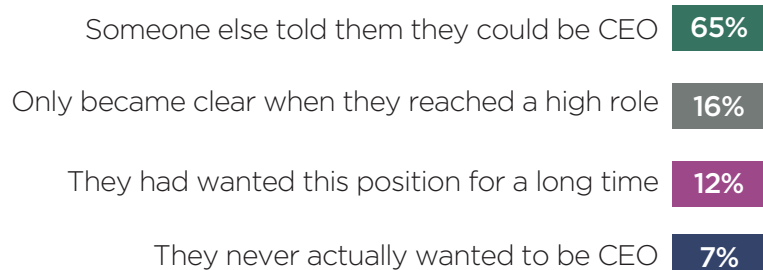 Someone else told them they could be CEO 65%
Only became clear when they reached a high role 16%
They had wanted this position for a long time 12%
They never actually wanted to be CEO 7%